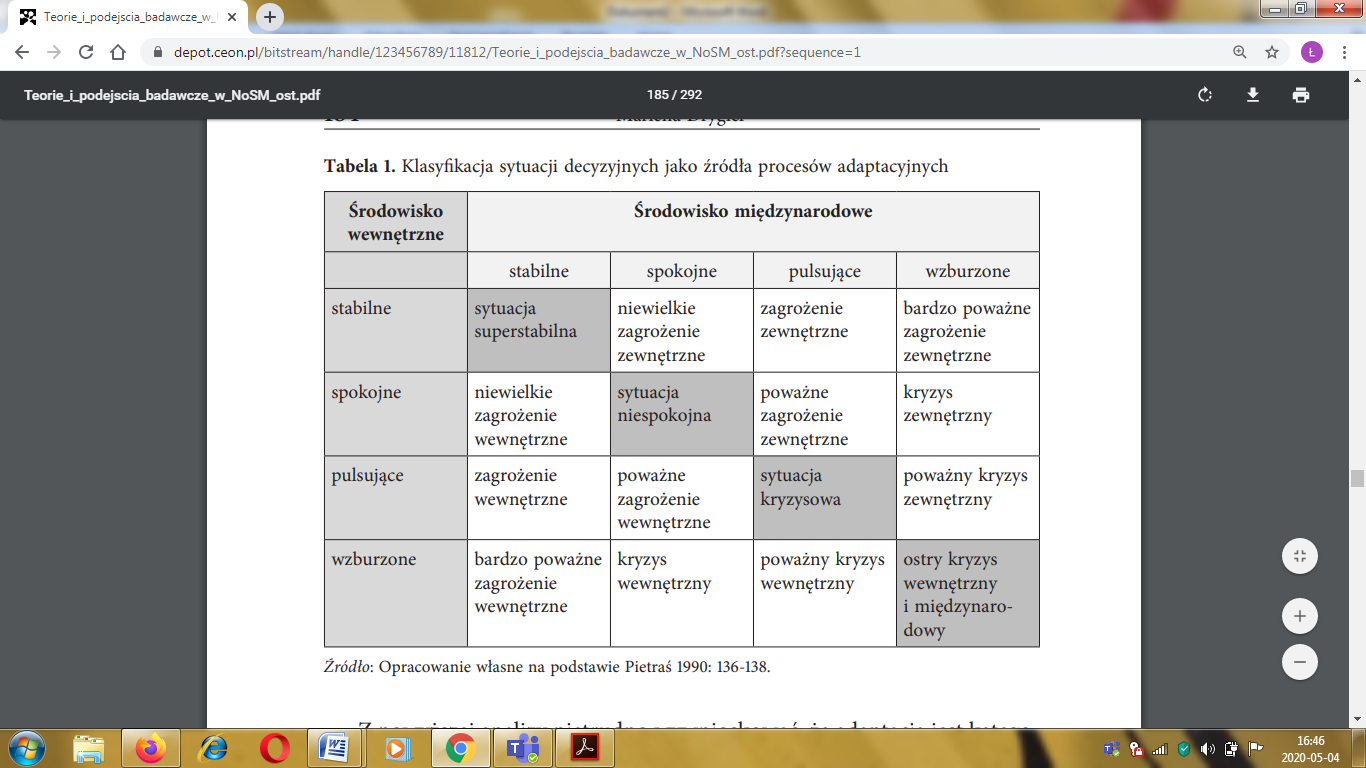 Teorie_i_podejscia_badawcze_w_
depot.ceon.pl/bitstream/handle/123456789/11812/Teorie_i_podejscia_badawcze_w_NoSM_ost.pdf?sequence=1
Ł
Teorie_i_podejscia_badawcze_w_NoSM_ost.pdf
185 / 292
Tabela 1. Klasyfikacja sytuacji decyzyjnych jako źródła procesów adaptacyjnych
Środowisko
wewnętrzne
Środowisko międzynarodowe
stabilne
spokojne
pulsujące
wzburzone
stabilne
sytuacja
superstabilna
niewielkie
zagrożenie
zewnętrzne
zagrożenie
zewnętrzne
bardzo poważne
zagrożenie
zewnętrzne
spokojne
niewielkie
zagrożenie
wewnętrzne
sytuacja
niespokojna
poważne
zagrożenie
zewnętrzne
kryzys
zewnętrzny
pulsujące
zagrożenie
wewnętrzne
poważne
zagrożenie
wewnętrzne
sytuacja
kryzysowa
poważny kryzys
zewnętrzny
wzburzone
bardzo poważne
zagrożenie
wewnętrzne
kryzys
wewnętrzny
poważny kryzys
wewnętrzny
ostry kryzys
wewnętrzny
i międzynaro-
dowy
Źródło: Opracowanie własne na podstawie Pietraś 1990: 136-138.
16:46
2020-05-04